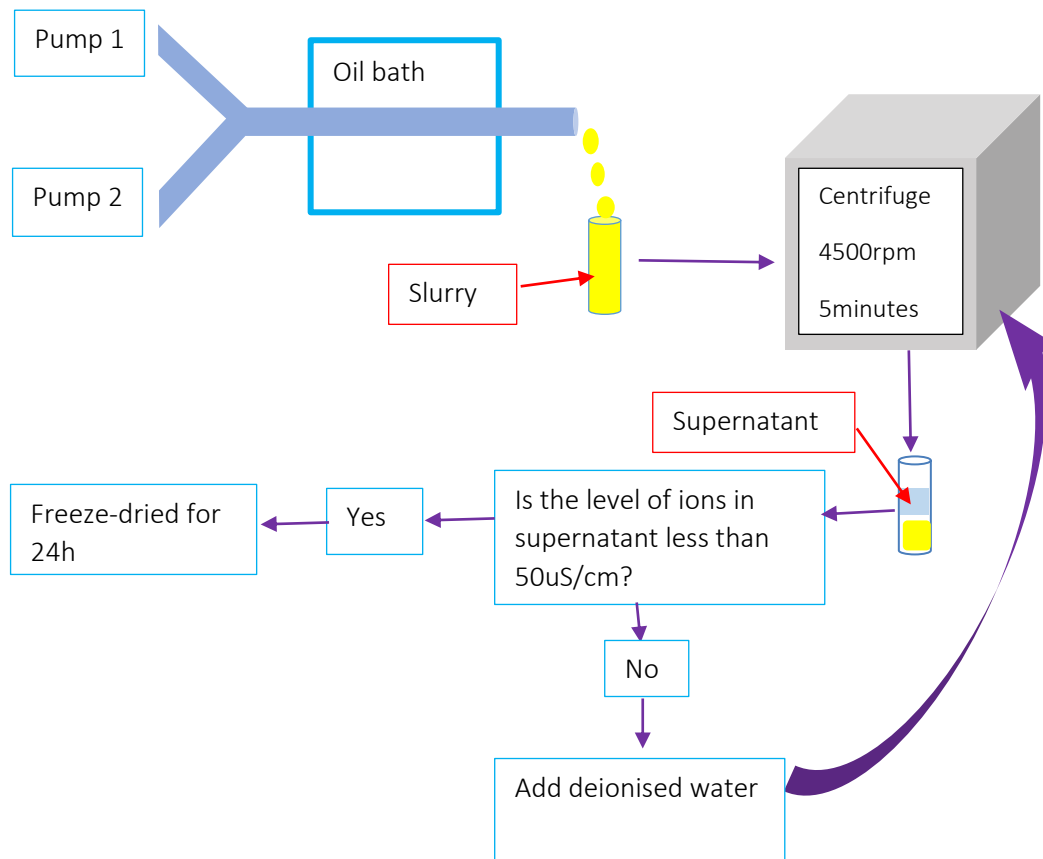 Pump 1
Oil bath
Pump 2
Centrifuge
4500rpm
5minutes
Slurry
Supernatant
Is the level of ions in
supernatant less than
50uS/cm?
Yes
Freeze-dried for
24h
No
Add deionised water